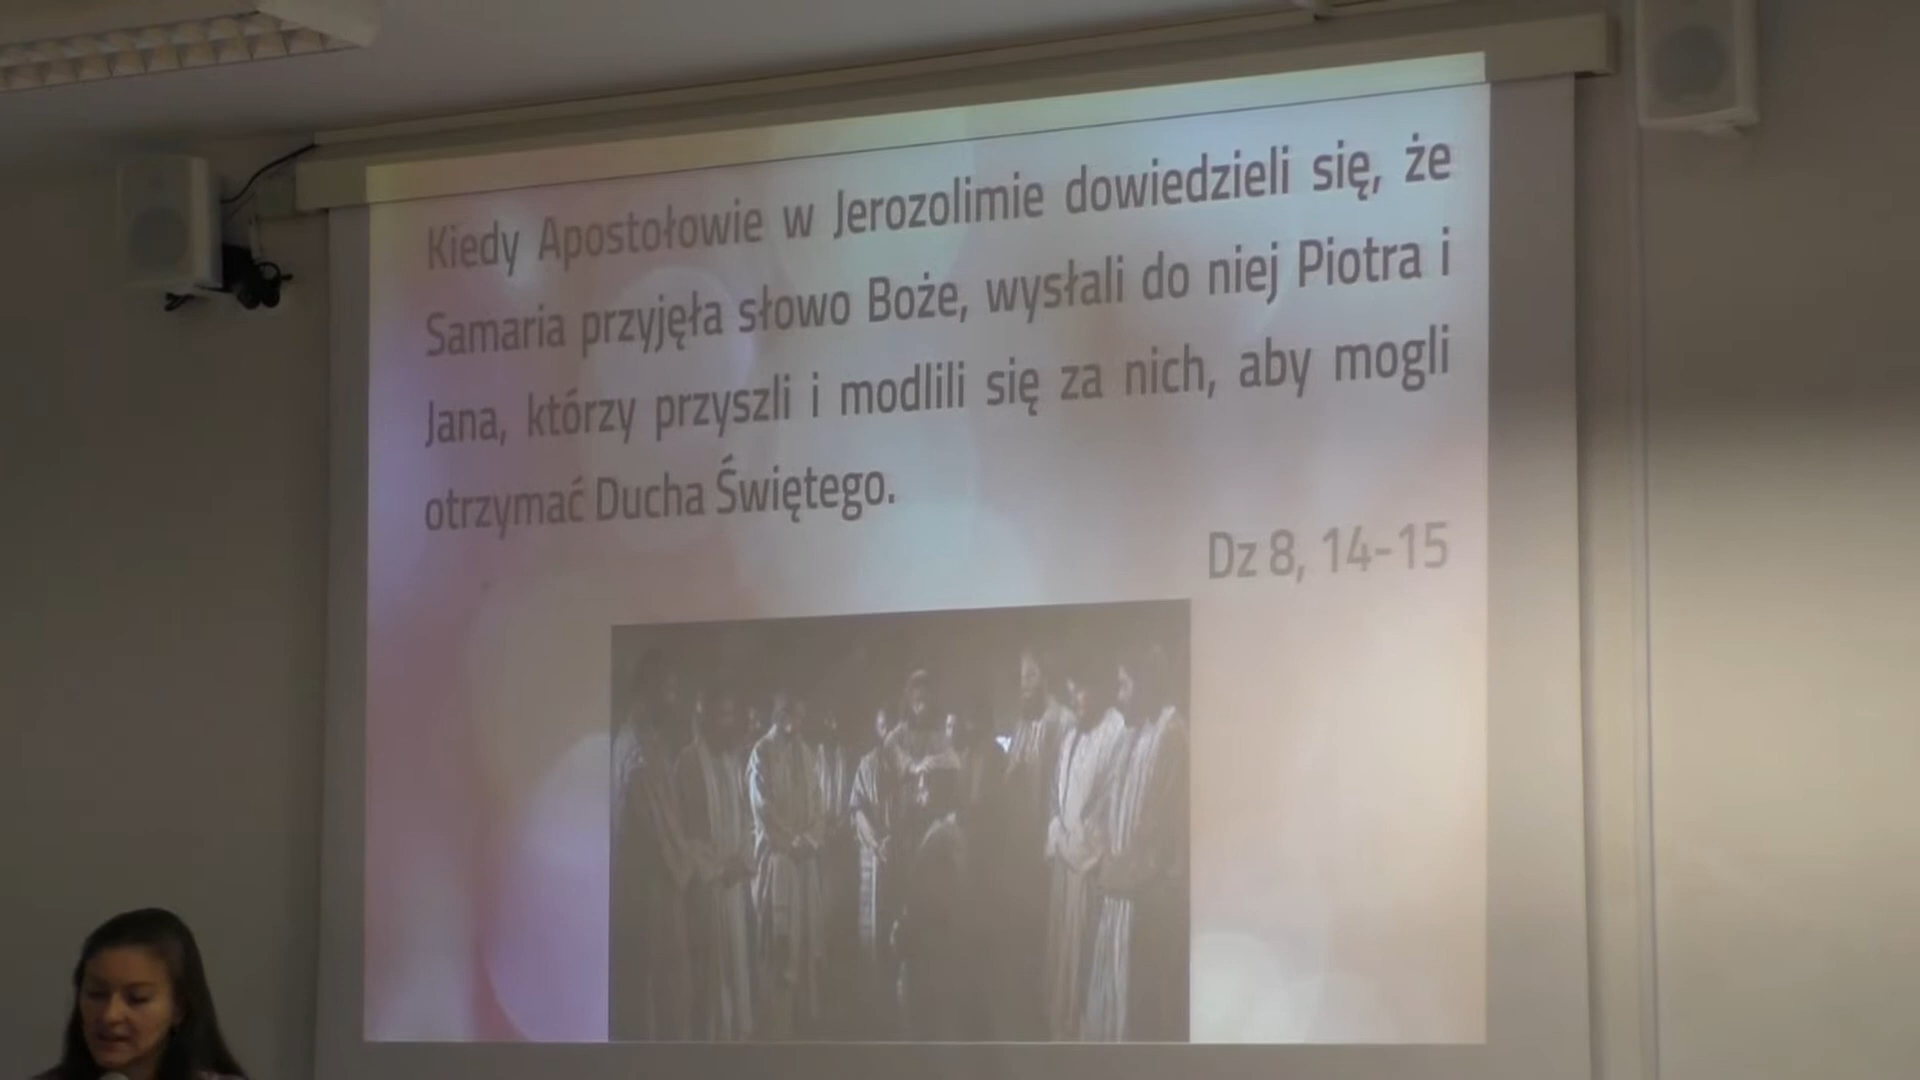 Kiedy Apostołowie w Jerozolimie dowiedzieli się, że
Samaria przyjęła słowo Boże, wysłali do niej Piotra i
Jana, którzy przyszli i modlili się za nich, aby mogli
otrzymać Ducha Świętego.
Dz 8, 14-15